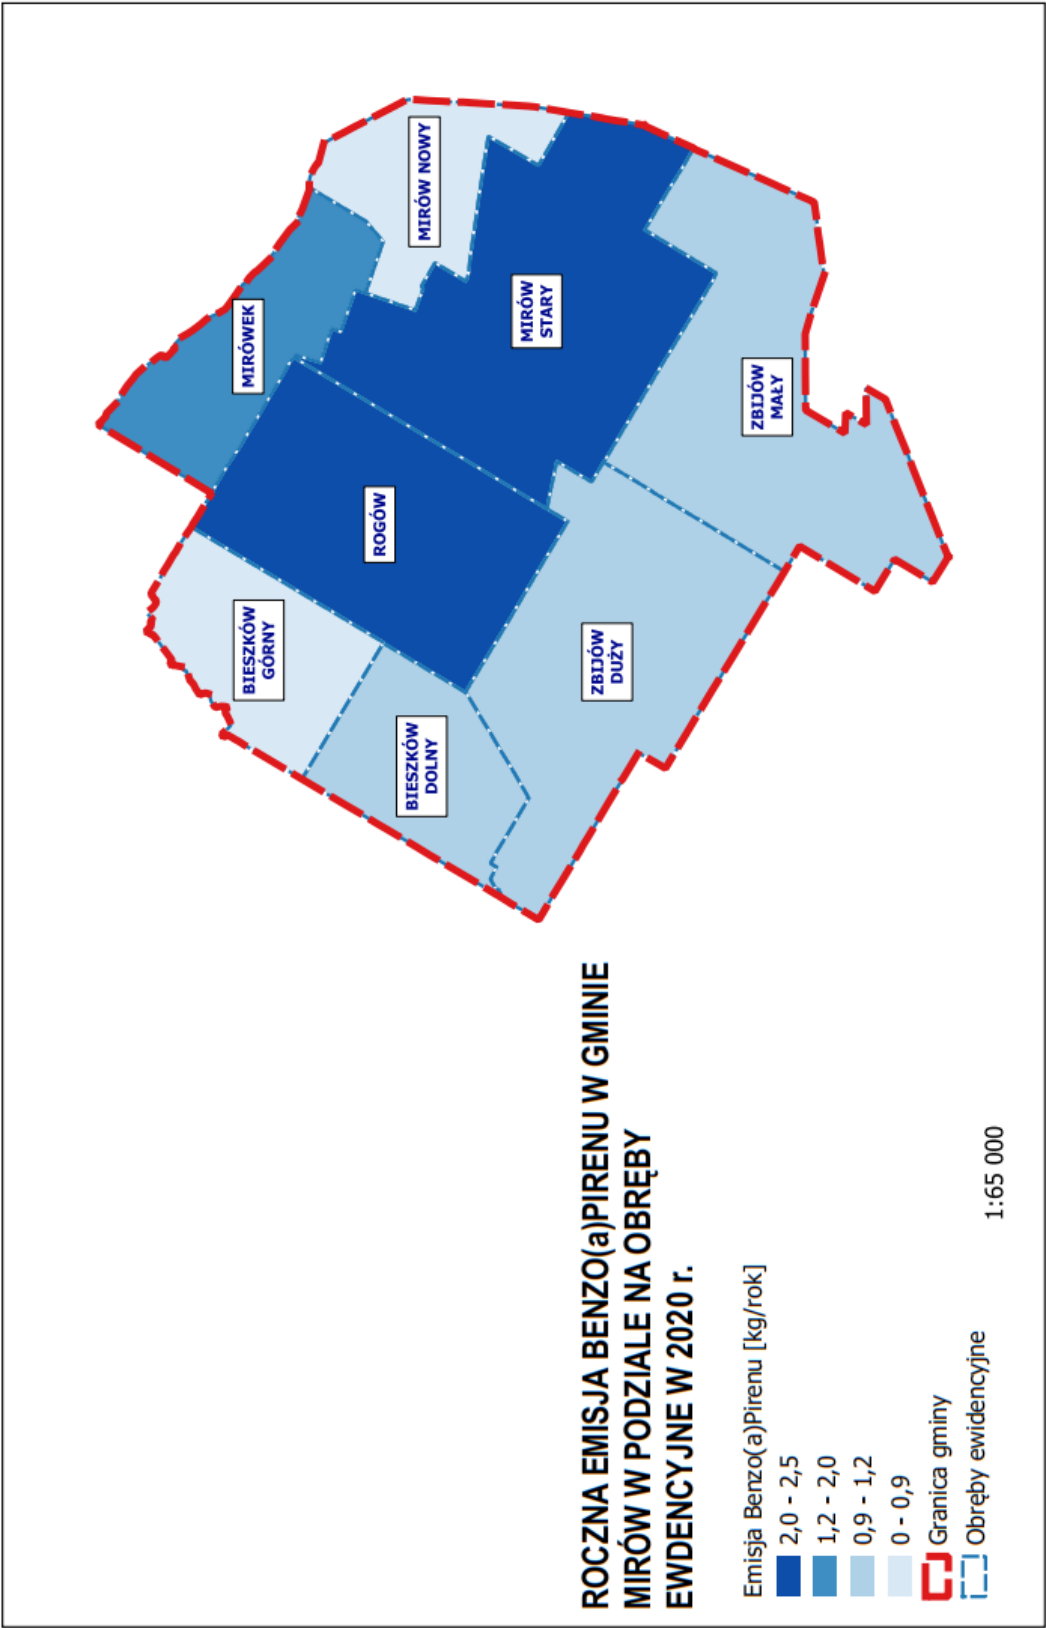 MIRÓWEK
MIRÓW NOWY
ROGÓW
MIRÓW
STARY
BIESZKÓW
GÓRNY
BIESZKÓW
DOLNY
ZBIJÓW
DUŻY
ZBIJÓW
MAŁY
ROCZNA EMISJA BENZO(a)PIRENU W GMINIE
MIRÓW W PODZIALE NA OBRĘBY
EWDENCYJNE W 2020 r.
Emisja Benzo(a)Pirenu [kg/rok]
2,0 - 2,5
1,2 - 2,0
0,9 - 1,2
0 - 0,9
Granica gminy
Obręby ewidencyjne
1:65 000